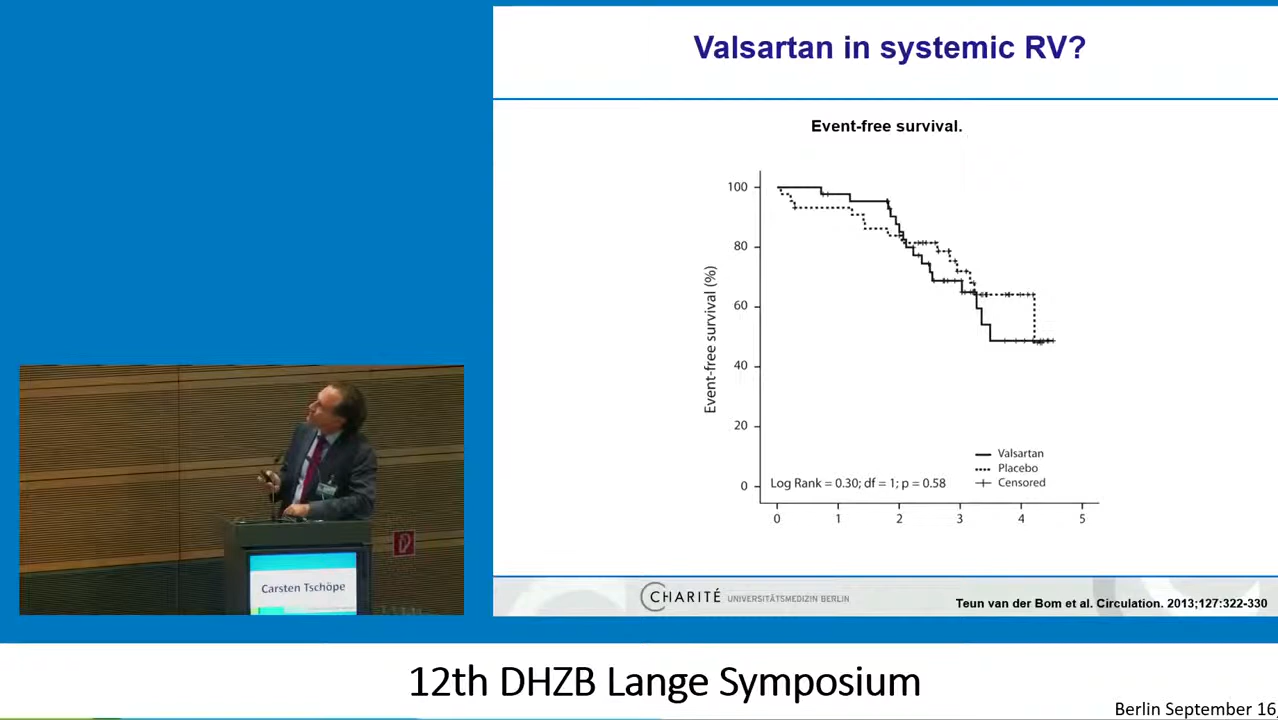 Valsartan in systemic RV?
Event-free survival.
Event-free survival (%)
100
80
60
40
20
0
Valsartan
Placebo
Censored
Log Rank = 0.30; df = 1; p = 0.58
0 1 2 3 4 5
CHARITÉ UNIVERSITÄTSMEDIZIN BERLIN
Teun van der Bom et al. Circulation. 2013;127:322-330
Carsten Tschöpe
12th DHZB Lange Symposium
Berlin September 16